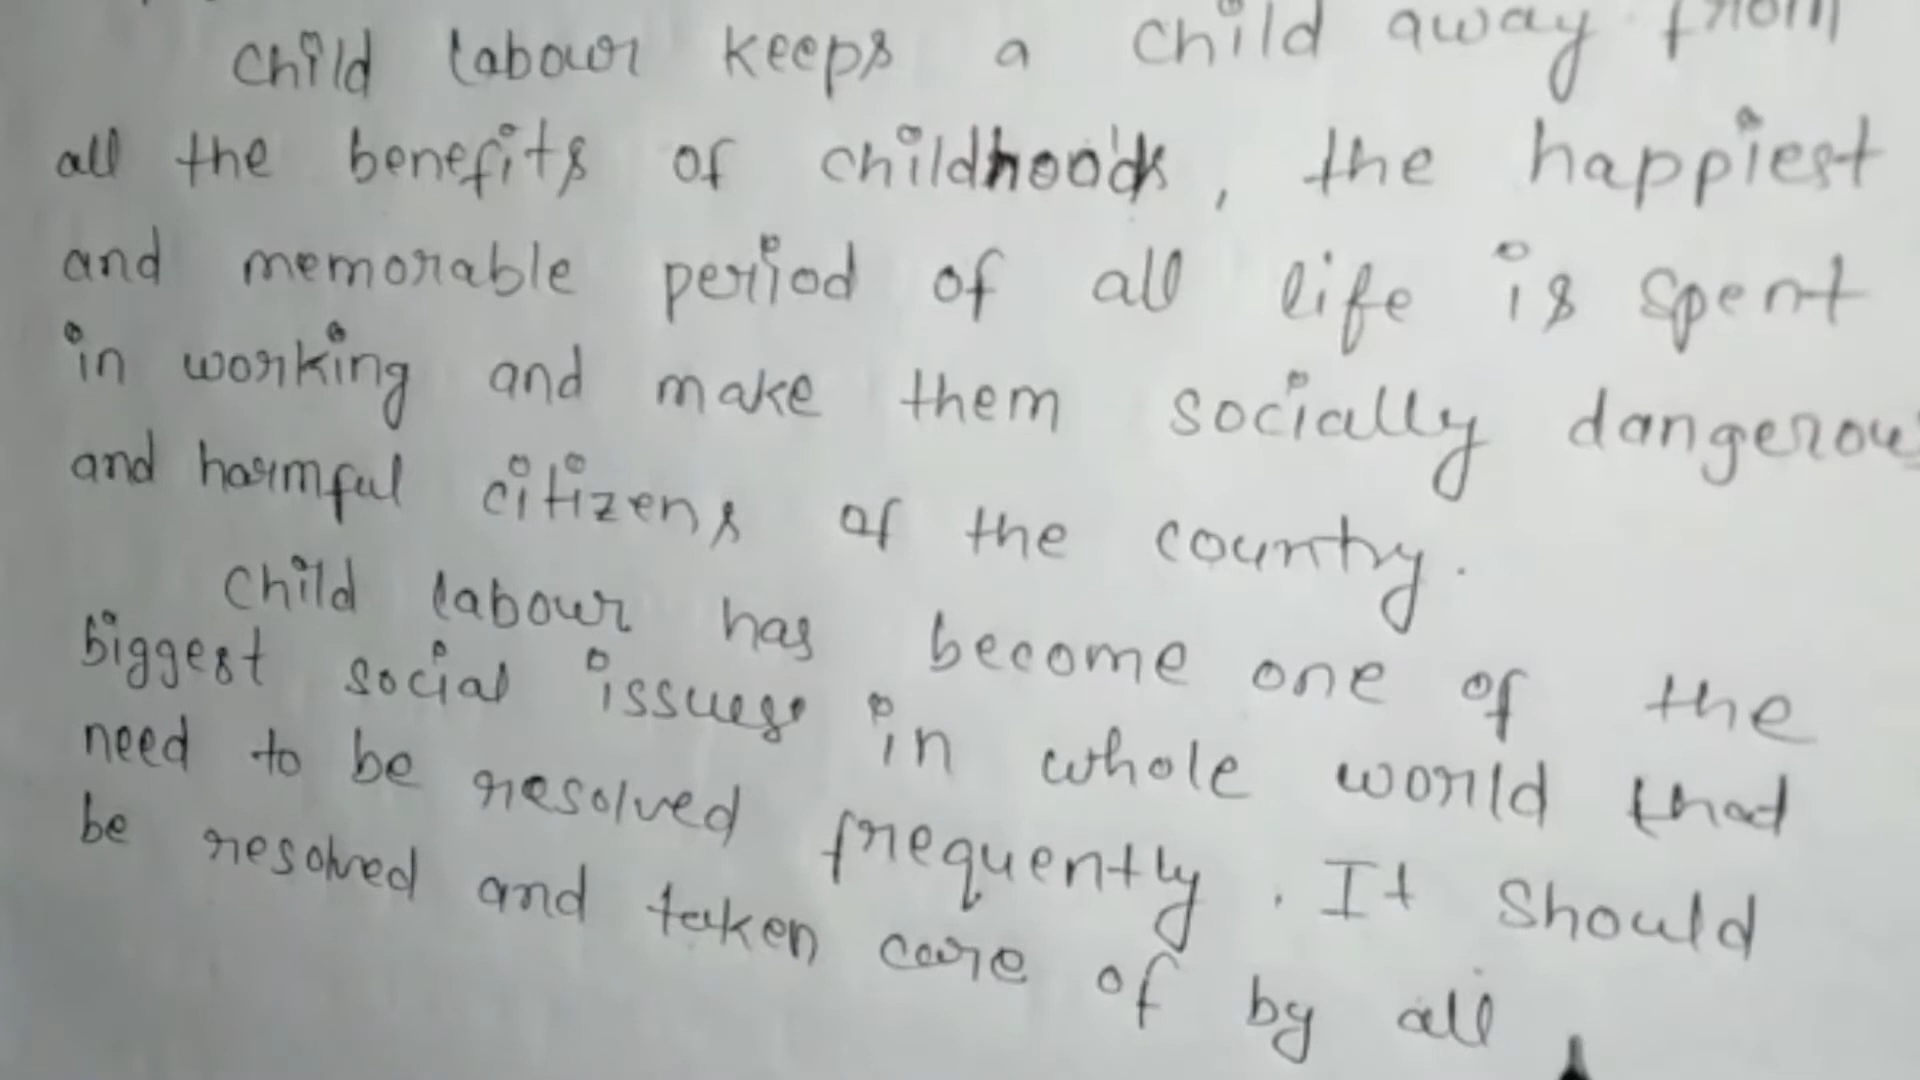 Child labour keeps a child away from
all the benefits of childhoods, the happiest
and memorable period of all life is spent
in working and make them socially dangerous
and harmful citizens of the country.
Child labour has become one of the
biggest social issues in whole world that
need to be resolved frequently. It should
be resolved and taken care of by all